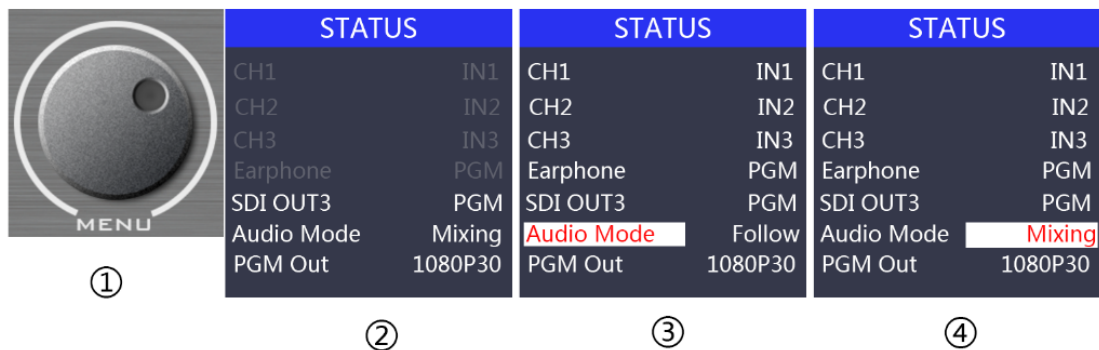 MENU
①
STATUS
CH1 IN1
CH2 IN2
CH3 IN3
Earphone PGM
SDI OUT3 PGM
Audio Mode Mixing
PGM Out 1080P30
②
STATUS
CH1 IN1
CH2 IN2
CH3 IN3
Earphone PGM
SDI OUT3 PGM
Audio Mode Follow
PGM Out 1080P30
③
STATUS
CH1 IN1
CH2 IN2
CH3 IN3
Earphone PGM
SDI OUT3 PGM
Audio Mode Mixing
PGM Out 1080P30
④